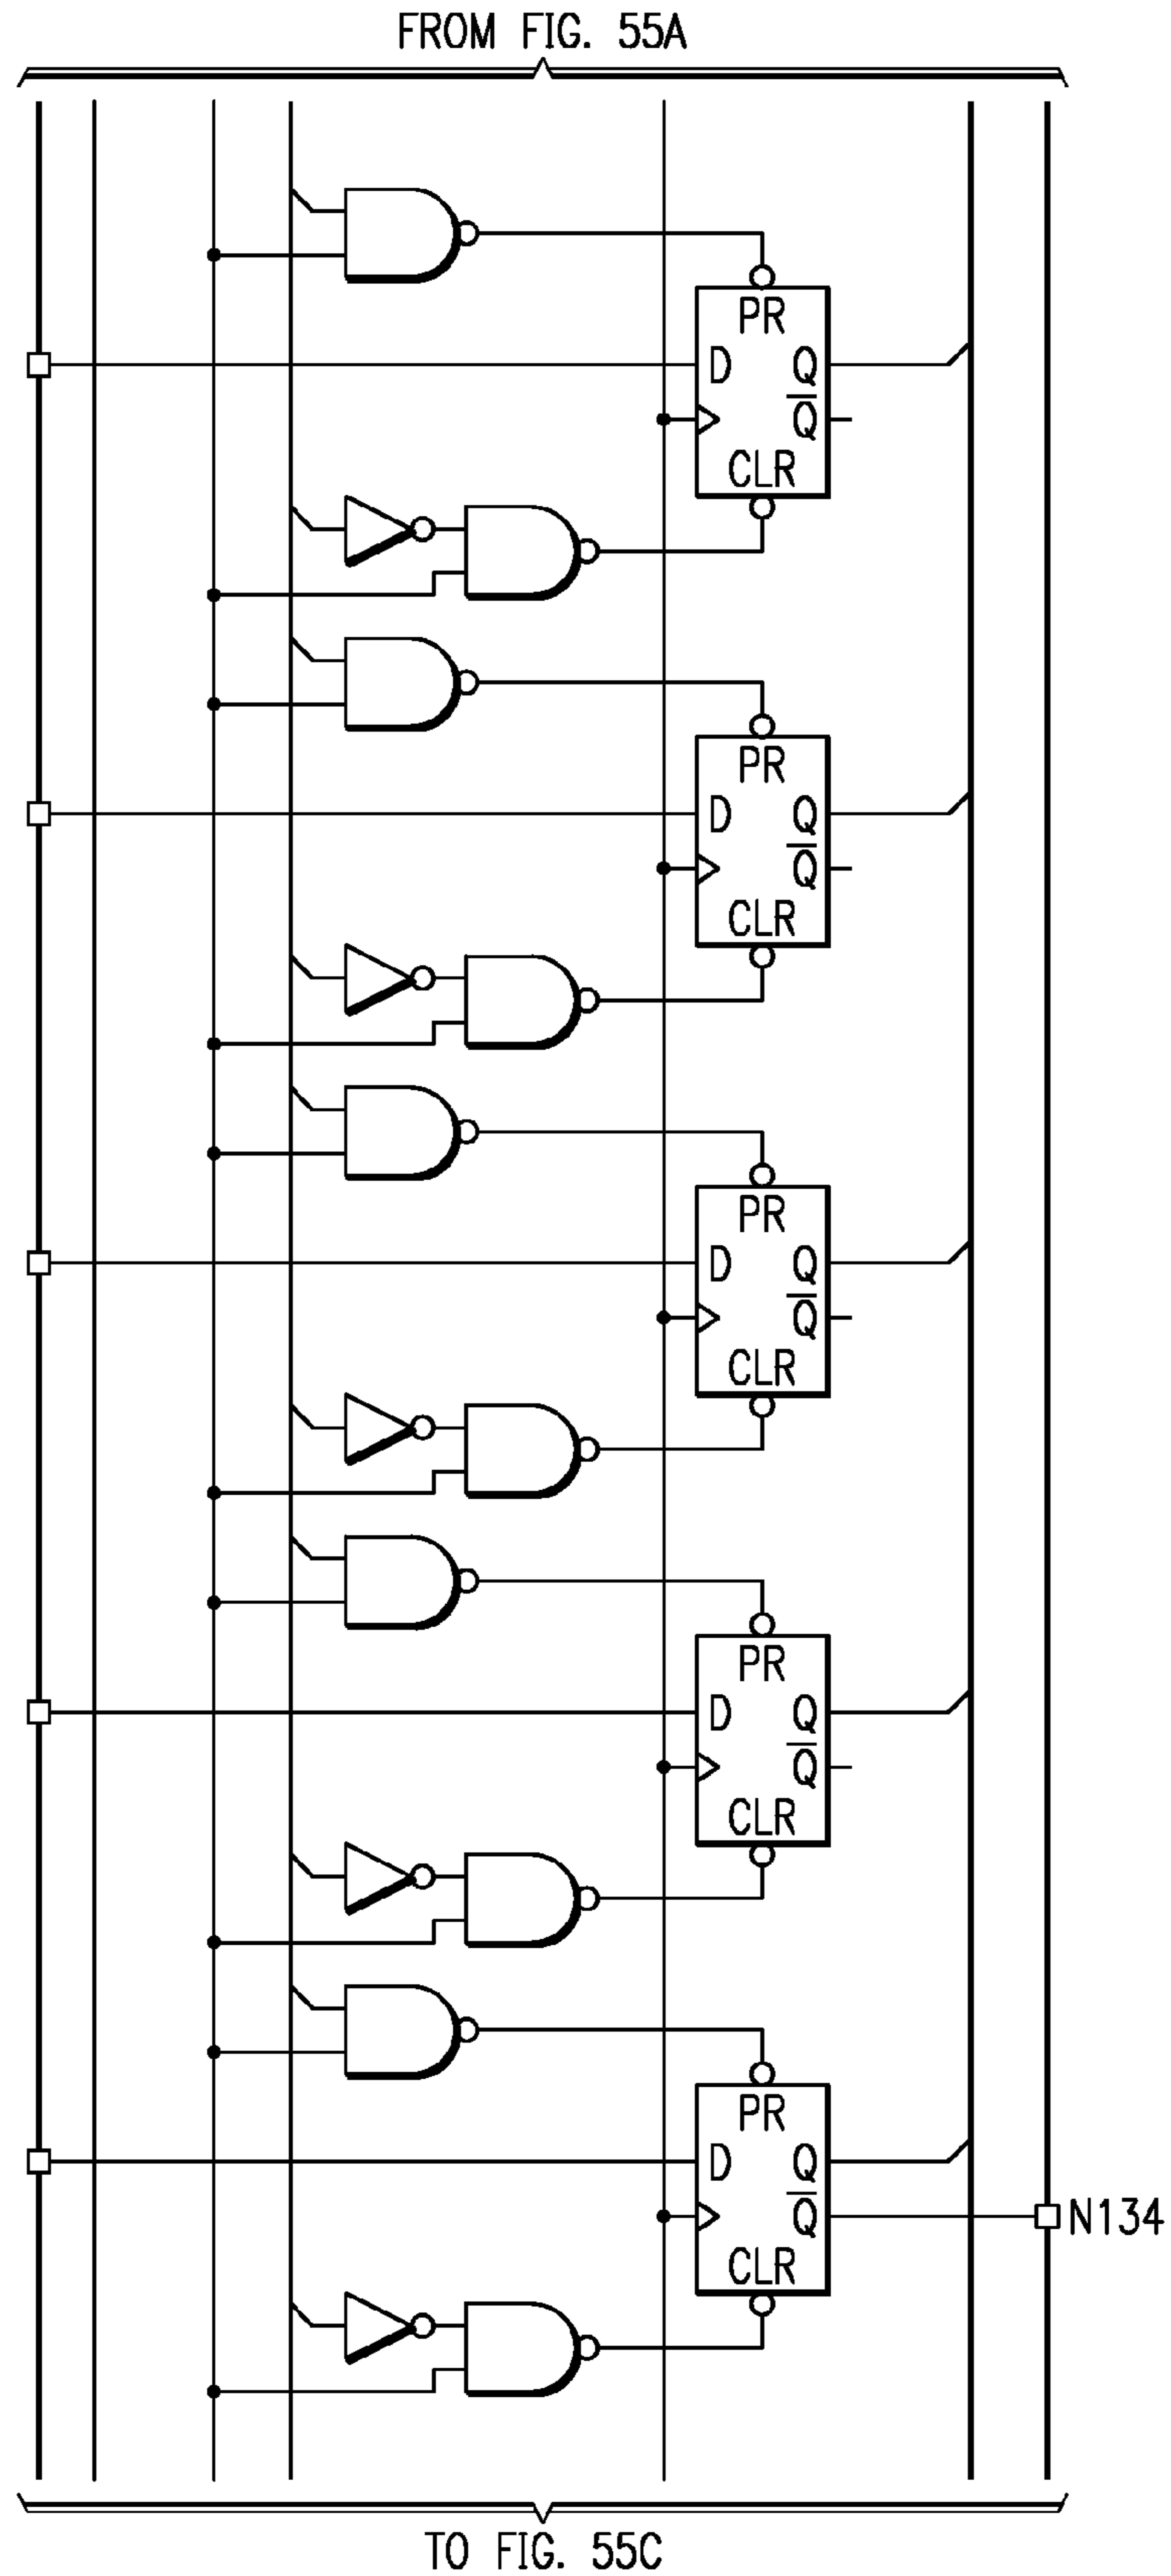 FROM FIG. 55A
PR
D Q
Q̅
CLR
PR
D Q
Q̅
CLR
PR
D Q
Q̅
CLR
PR
D Q
Q̅
CLR
PR
D Q
Q̅ N134
CLR
TO FIG. 55C